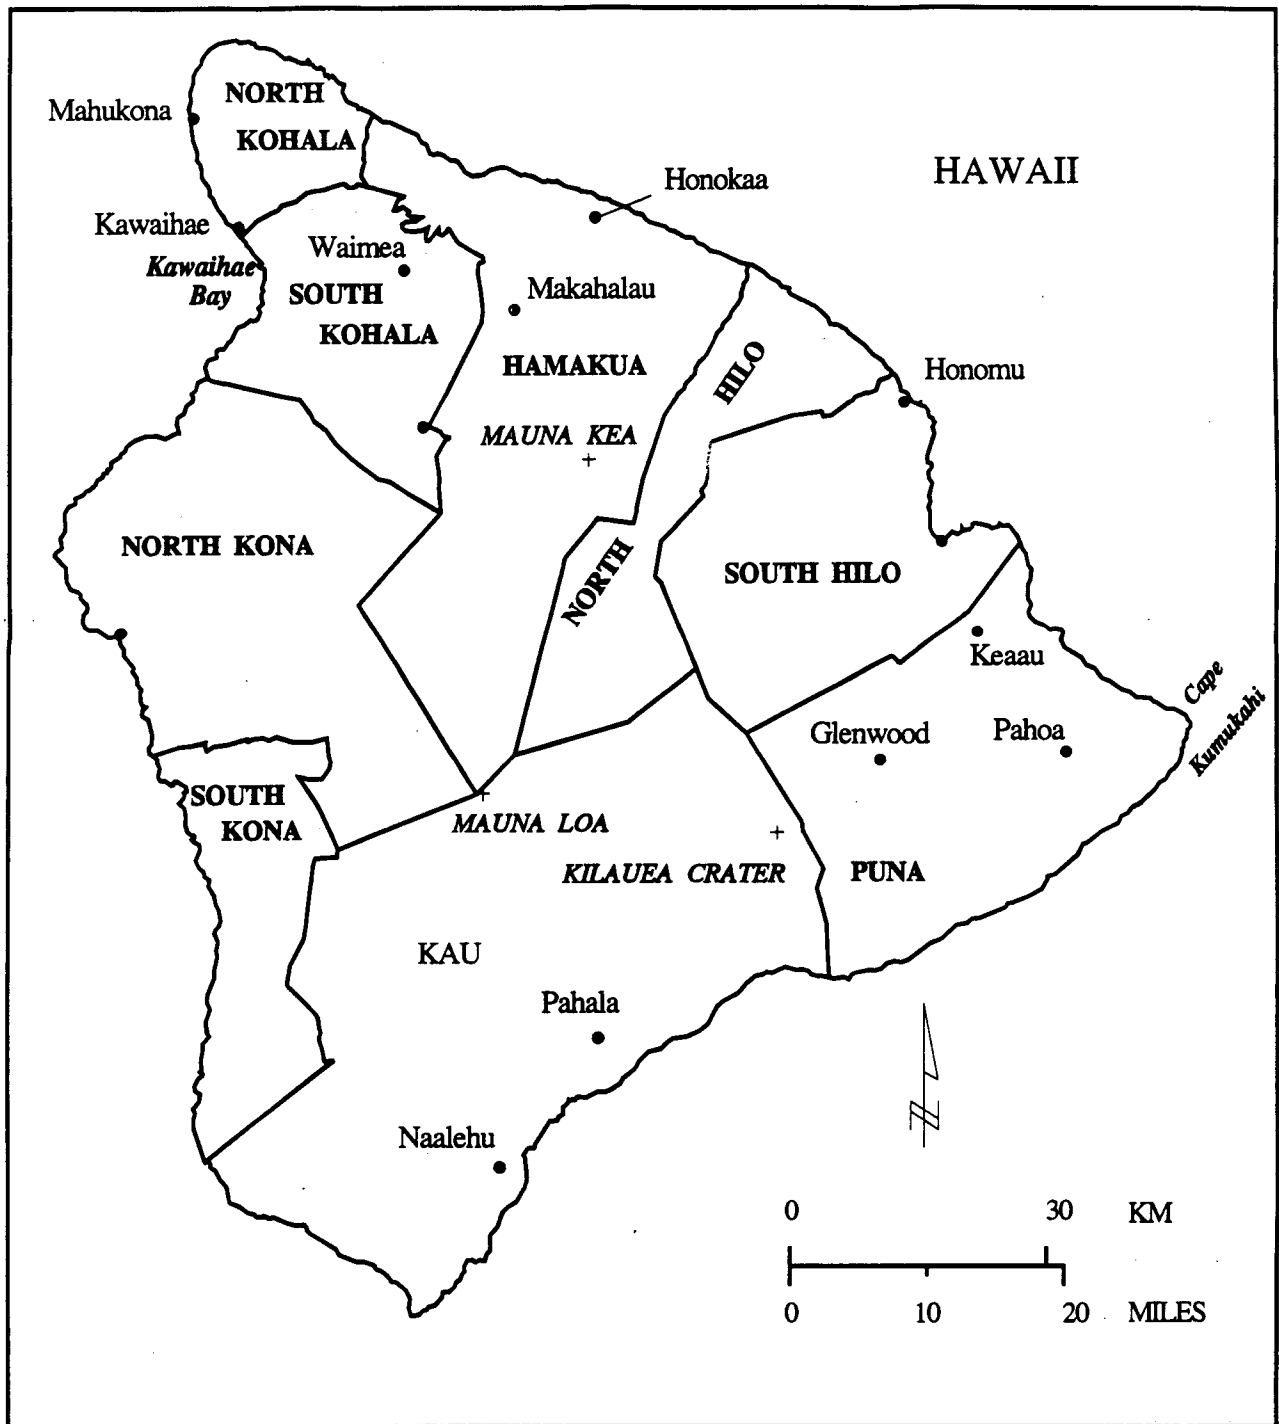 NORTH
KOHALA
Mahukona
HAWAII
Honokaa
Kawaihae
Kawaihae
Bay
Waimea
SOUTH
KOHALA
Makahalau
HAMAKUA
NORTH HILO
Honomu
MAUNA KEA
NORTH KONA
SOUTH HILO
Keaau
Cape
Kumukahi
Glenwood
Pahoa
SOUTH
KONA
MAUNA LOA
KILAUEA CRATER
PUNA
KAU
Pahala
Naalehu
N
0 30 KM
0 10 20 MILES